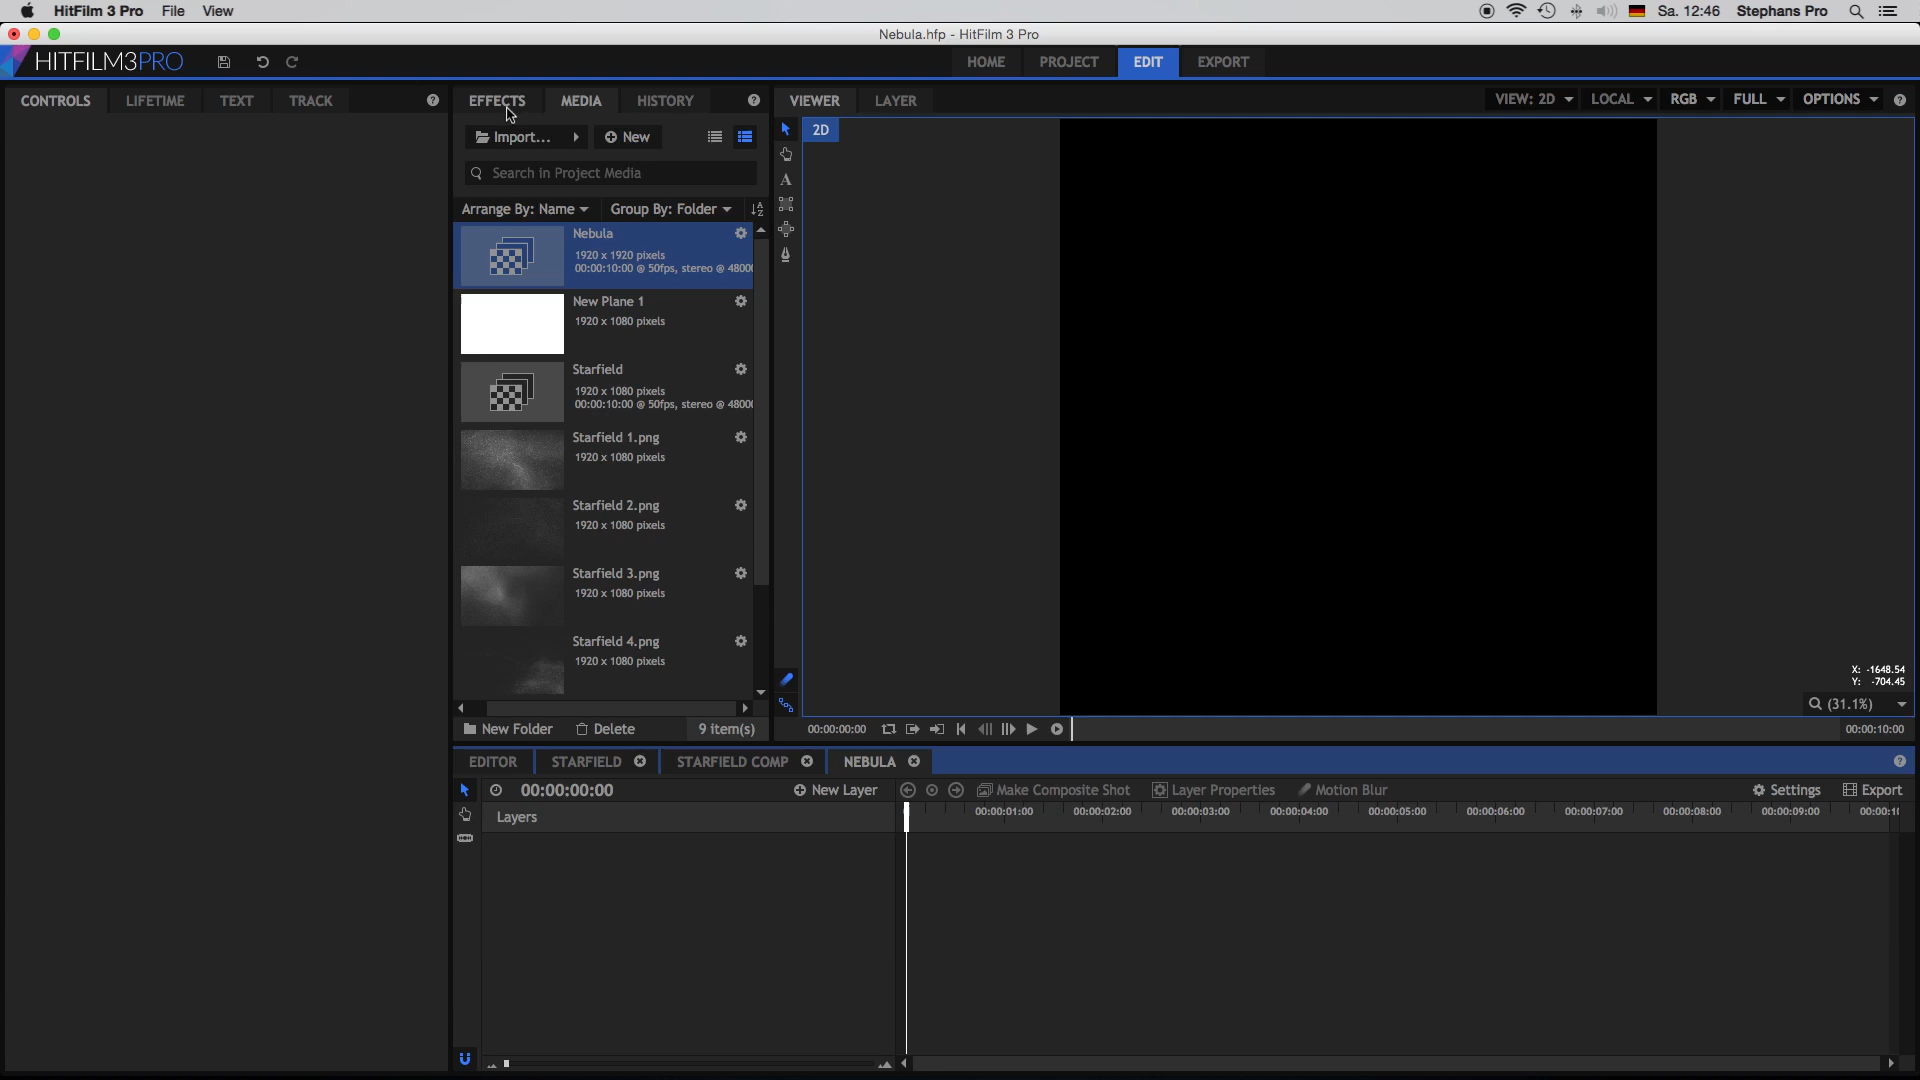 HitFilm 3 Pro File View Sa. 12:46 Stephans Pro
Nebula.hfp - HitFilm 3 Pro
HITFILM3PRO HOME PROJECT EDIT EXPORT
CONTROLS LIFETIME TEXT TRACK
EFFECTS MEDIA HISTORY
VIEWER LAYER VIEW: 2D LOCAL RGB FULL OPTIONS
Import... New
2D
Search in Project Media
Arrange By: Name Group By: Folder
Nebula
1920 x 1920 pixels
00:00:10:00 @ 50fps, stereo @ 4800
New Plane 1
1920 x 1080 pixels
Starfield
1920 x 1080 pixels
00:00:10:00 @ 50fps, stereo @ 4800
Starfield 1.png
1920 x 1080 pixels
Starfield 2.png
1920 x 1080 pixels
Starfield 3.png
1920 x 1080 pixels
Starfield 4.png
1920 x 1080 pixels
X: -1648.54
Y: -704.45
(31.1%)
New Folder Delete 9 item(s)
00:00:00:00 00:00:10:00
EDITOR STARFIELD STARFIELD COMP NEBULA
00:00:00:00 New Layer Make Composite Shot Layer Properties Motion Blur Settings Export
Layers
00:00:01:00 00:00:02:00 00:00:03:00 00:00:04:00 00:00:05:00 00:00:06:00 00:00:07:00 00:00:08:00 00:00:09:00 00:00:1